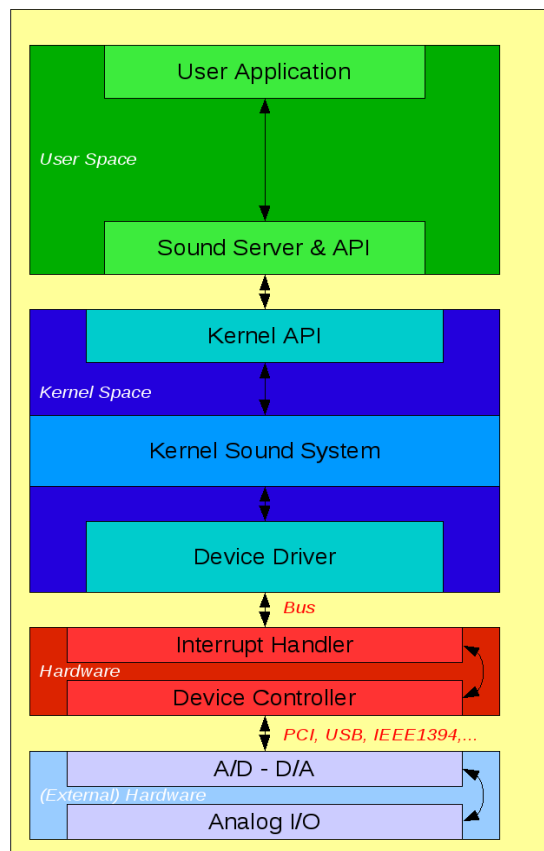 User Application
User Space
Sound Server & API
Kernel API
Kernel Space
Kernel Sound System
Device Driver
Bus
Interrupt Handler
Hardware
Device Controller
PCI, USB, IEEE1394,...
A/D - D/A
(External) Hardware
Analog I/O